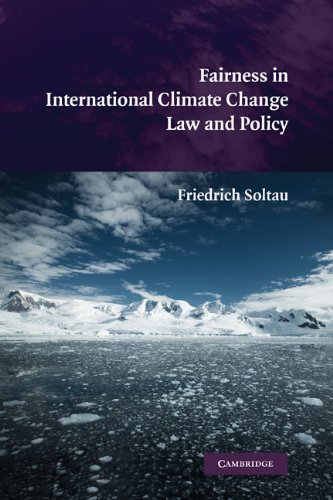 Fairness in
International Climate Change
Law and Policy
Friedrich Soltau
CAMBRIDGE